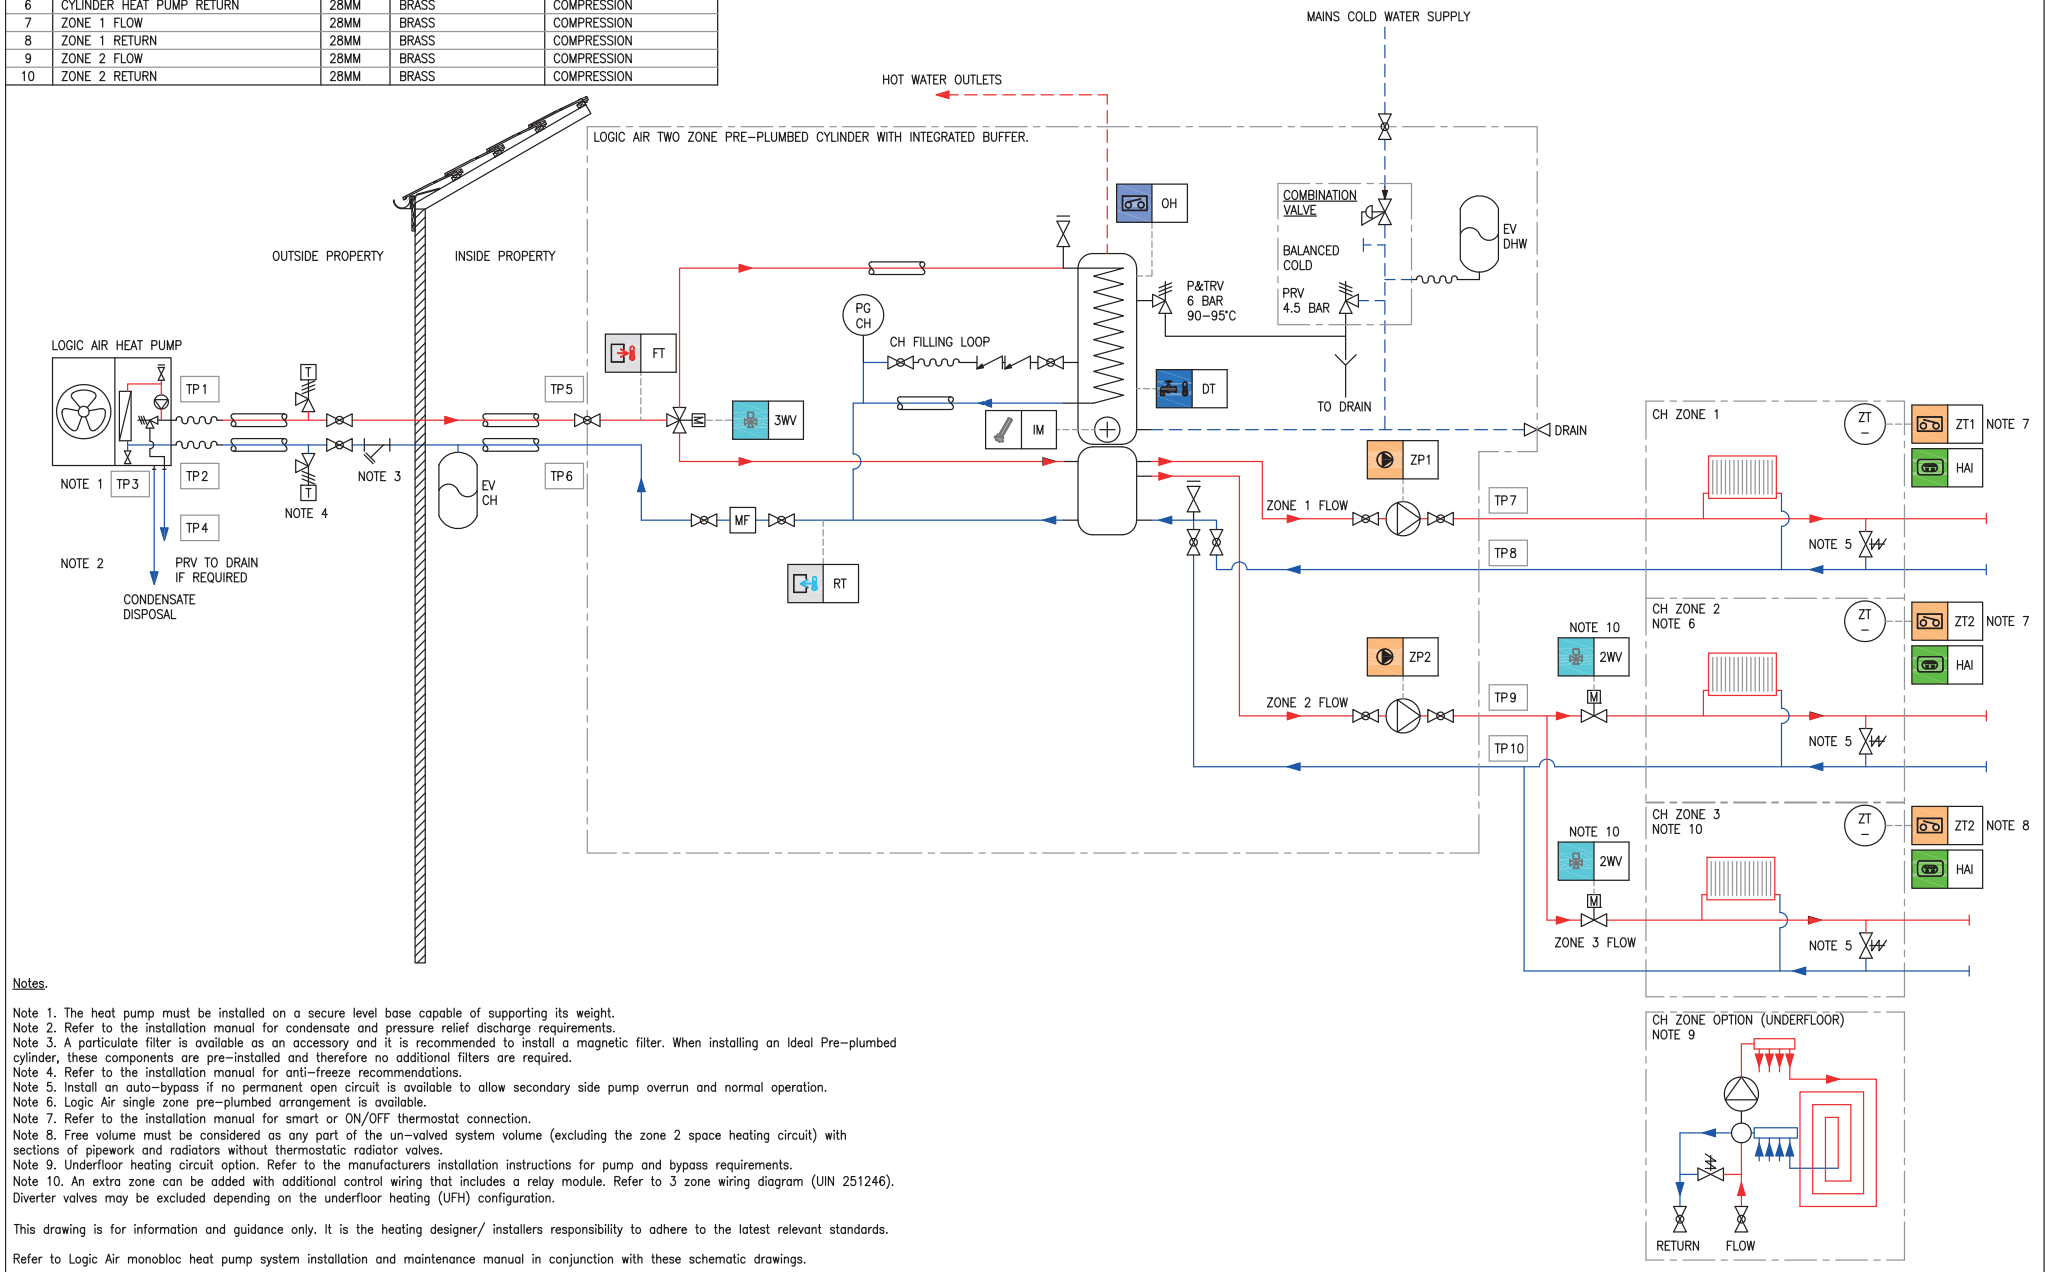 6 CYLINDER HEAT PUMP RETURN 28MM BRASS COMPRESSION
7 ZONE 1 FLOW 28MM BRASS COMPRESSION
8 ZONE 1 RETURN 28MM BRASS COMPRESSION
9 ZONE 2 FLOW 28MM BRASS COMPRESSION
10 ZONE 2 RETURN 28MM BRASS COMPRESSION
MAINS COLD WATER SUPPLY
HOT WATER OUTLETS
LOGIC AIR TWO ZONE PRE-PLUMBED CYLINDER WITH INTEGRATED BUFFER.
OUTSIDE PROPERTY
INSIDE PROPERTY
OH
COMBINATION
VALVE
BALANCED
COLD
PRV
4.5 BAR
EV
DHW
P&TRV
6 BAR
90-95°C
PG
CH
CH FILLING LOOP
FT
M
3WV
IM
DT
TO DRAIN
DRAIN
LOGIC AIR HEAT PUMP
TP1
TP2
TP3
TP4
TP5
TP6
T
T
NOTE 1
NOTE 2
NOTE 3
NOTE 4
EV
CH
PRV TO DRAIN
IF REQUIRED
CONDENSATE
DISPOSAL
MF
RT
ZP1
ZONE 1 FLOW
TP7
TP8
CH ZONE 1
ZT
-
ZT1
NOTE 7
HAI
NOTE 5
ZP2
ZONE 2 FLOW
TP9
TP10
NOTE 10
2WV
M
CH ZONE 2
NOTE 6
ZT
-
ZT2
NOTE 7
HAI
NOTE 5
NOTE 10
2WV
M
ZONE 3 FLOW
CH ZONE 3
NOTE 10
ZT
-
ZT2
NOTE 8
HAI
NOTE 5
CH ZONE OPTION (UNDERFLOOR)
NOTE 9
RETURN
FLOW
Notes.
Note 1. The heat pump must be installed on a secure level base capable of supporting its weight.
Note 2. Refer to the installation manual for condensate and pressure relief discharge requirements.
Note 3. A particulate filter is available as an accessory and it is recommended to install a magnetic filter. When installing an Ideal Pre-plumbed
cylinder, these components are pre-installed and therefore no additional filters are required.
Note 4. Refer to the installation manual for anti-freeze recommendations.
Note 5. Install an auto-bypass if no permanent open circuit is available to allow secondary side pump overrun and normal operation.
Note 6. Logic Air single zone pre-plumbed arrangement is available.
Note 7. Refer to the installation manual for smart or ON/OFF thermostat connection.
Note 8. Free volume must be considered as any part of the un-valved system volume (excluding the zone 2 space heating circuit) with
sections of pipework and radiators without thermostatic radiator valves.
Note 9. Underfloor heating circuit option. Refer to the manufacturers installation instructions for pump and bypass requirements.
Note 10. An extra zone can be added with additional control wiring that includes a relay module. Refer to 3 zone wiring diagram (UIN 251246).
Diverter valves may be excluded depending on the underfloor heating (UFH) configuration.
This drawing is for information and guidance only. It is the heating designer/ installers responsibility to adhere to the latest relevant standards.
Refer to Logic Air monobloc heat pump system installation and maintenance manual in conjunction with these schematic drawings.